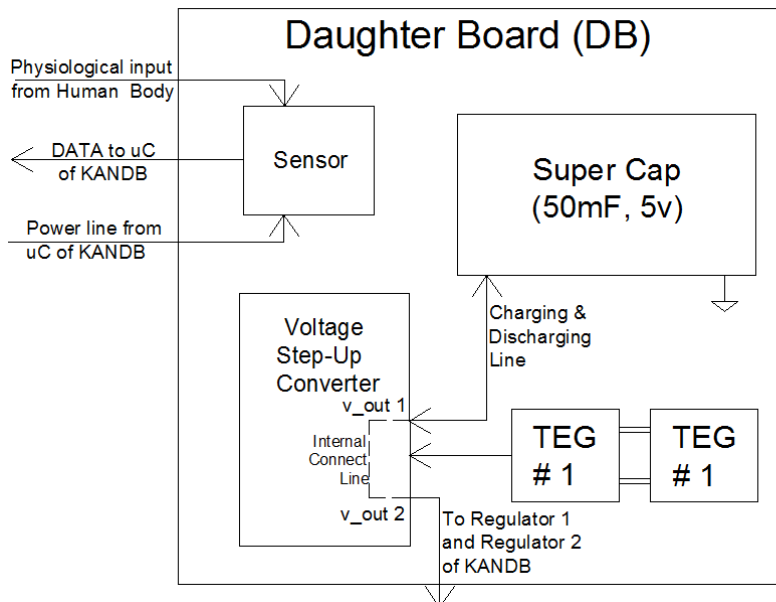 Daughter Board (DB)
Physiological input
from Human Body
DATA to uC
of KANDB
Power line from
uC of KANDB
Sensor
Super Cap
(50mF, 5v)
Charging &
Discharging
Line
Voltage
Step-Up
Converter
v_out 1
Internal
Connect
Line
v_out 2
TEG
# 1
TEG
# 1
To Regulator 1
and Regulator 2
of KANDB